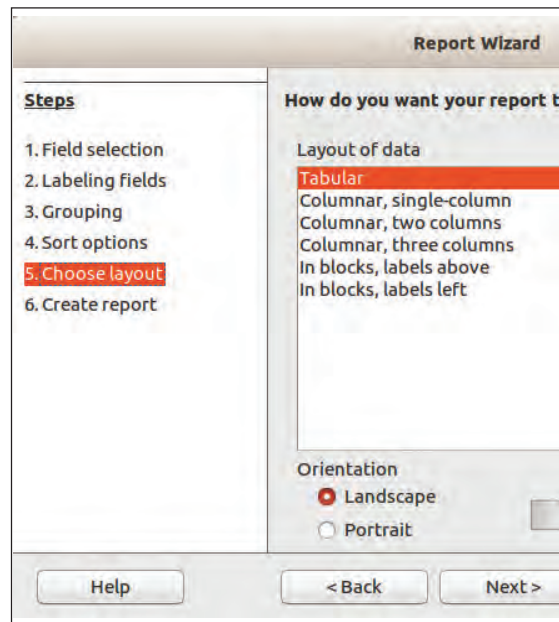 Report Wizard
Steps
1. Field selection
2. Labeling fields
3. Grouping
4. Sort options
5. Choose layout
6. Create report
How do you want your report t
Layout of data
Tabular
Columnar, single-column
Columnar, two columns
Columnar, three columns
In blocks, labels above
In blocks, labels left
Orientation
Landscape
Portrait
Help
< Back
Next >